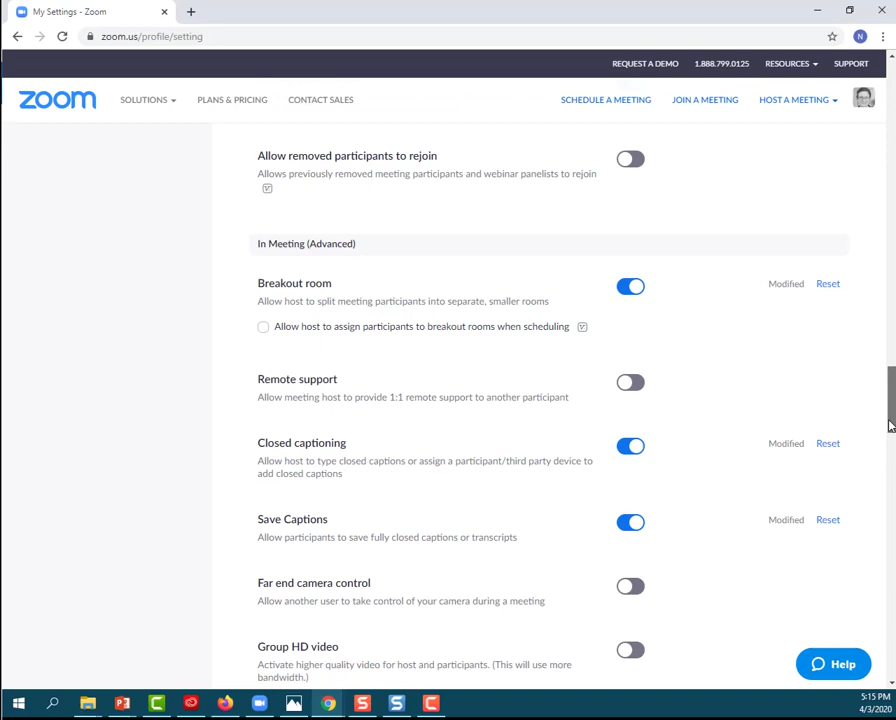 My Settings - Zoom
zoom.us/profile/setting
N
REQUEST A DEMO 1.888.799.0125 RESOURCES SUPPORT
zoom SOLUTIONS PLANS & PRICING CONTACT SALES SCHEDULE A MEETING JOIN A MEETING HOST A MEETING
Allow removed participants to rejoin
Allows previously removed meeting participants and webinar panelists to rejoin
In Meeting (Advanced)
Breakout room Modified Reset
Allow host to split meeting participants into separate, smaller rooms
Allow host to assign participants to breakout rooms when scheduling
Remote support
Allow meeting host to provide 1:1 remote support to another participant
Closed captioning Modified Reset
Allow host to type closed captions or assign a participant/third party device to
add closed captions
Save Captions Modified Reset
Allow participants to save fully closed captions or transcripts
Far end camera control
Allow another user to take control of your camera during a meeting
Group HD video
Activate higher quality video for host and participants. (This will use more
bandwidth.)
Help
5:15 PM
4/3/2020